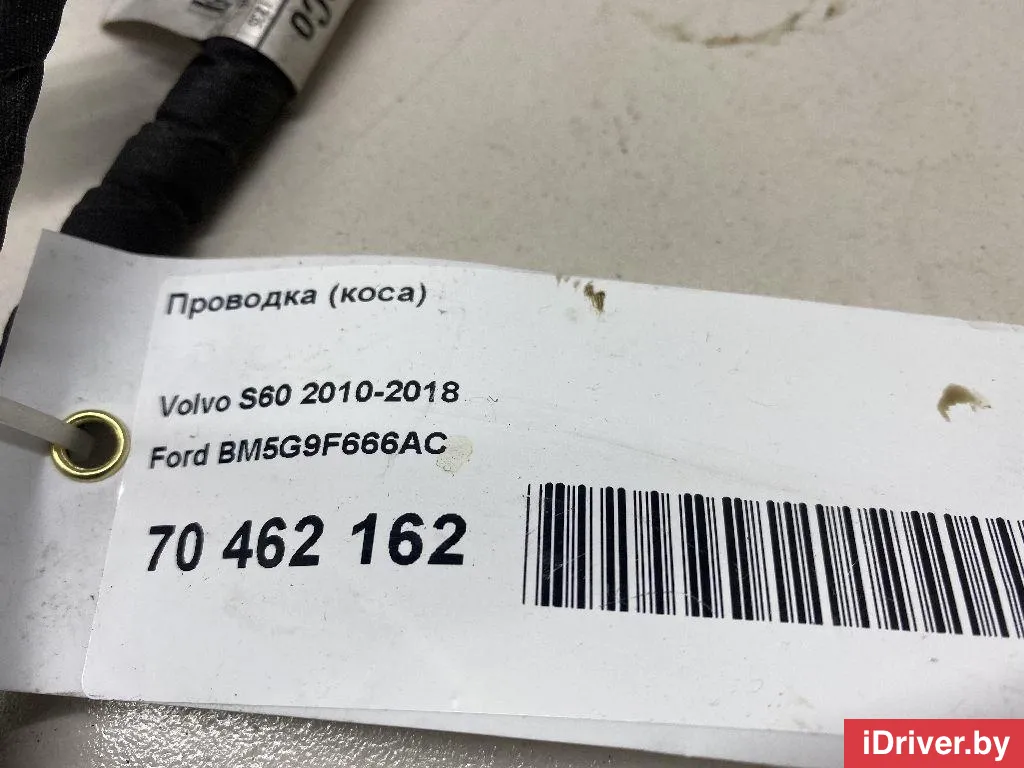 Проводка (коса)
Volvo S60 2010-2018
Ford BM5G9F666AC
70 462 162
iDriver.by